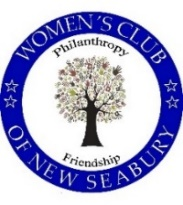 WOMEN'S CLUB
Philanthropy
Friendship
OF NEW SEABURY